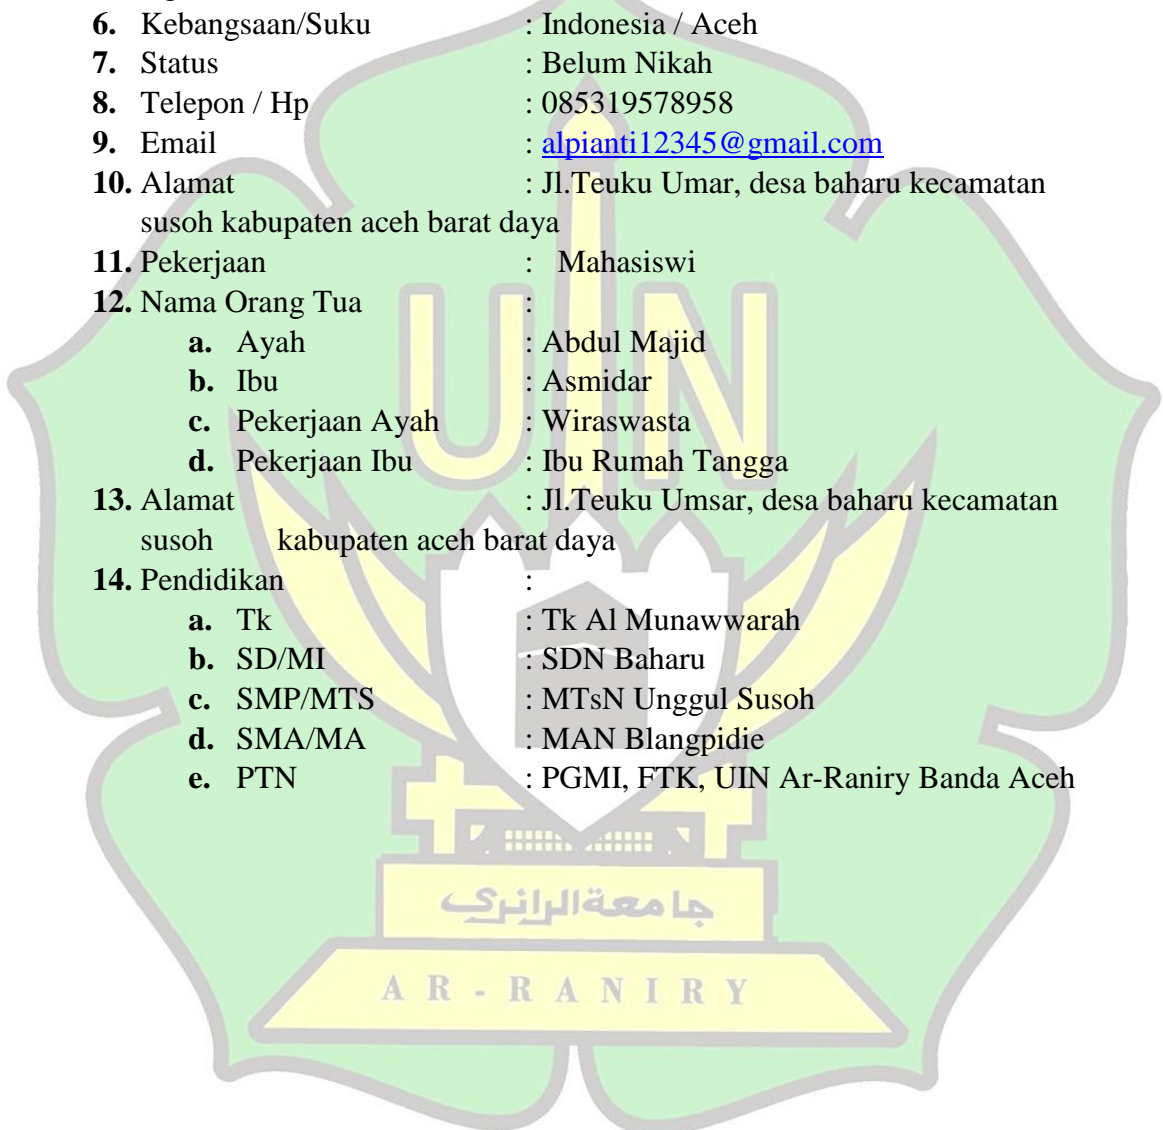 6. Kebangsaan/Suku : Indonesia / Aceh
7. Status : Belum Nikah
8. Telepon / Hp : 085319578958
9. Email : alpianti12345@gmail.com
10. Alamat : Jl.Teuku Umar, desa baharu kecamatan
susoh kabupaten aceh barat daya
11. Pekerjaan : Mahasiswi
12. Nama Orang Tua :
a. Ayah : Abdul Majid
b. Ibu : Asmidar
c. Pekerjaan Ayah : Wiraswasta
d. Pekerjaan Ibu : Ibu Rumah Tangga
13. Alamat : Jl.Teuku Umsar, desa baharu kecamatan
susoh kabupaten aceh barat daya
14. Pendidikan :
a. Tk : Tk Al Munawwarah
b. SD/MI : SDN Baharu
c. SMP/MTS : MTsN Unggul Susoh
d. SMA/MA : MAN Blangpidie
e. PTN : PGMI, FTK, UIN Ar-Raniry Banda Aceh
UIN
جامعةالرانرک
AR-RANIRY